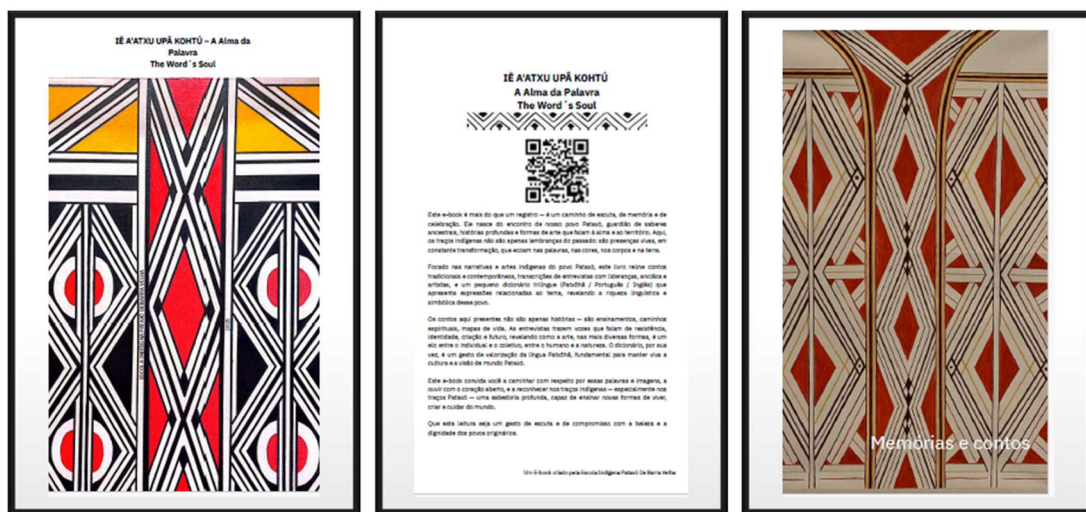 IẼ A'ATXU UPÂ KOHTÚ – A Alma da
Palavra
The Word´s Soul
IẼ A'ATXU UPÂ KOHTÚ
A Alma da Palavra
The Word´s Soul
Este e-book é mais do que um registro — é um caminho de escuta, de memória e de
celebração. Ele nasce do encontro de nosso povo Pataxó, guardião de saberes
ancestrais, histórias profundas e formas de arte que falam à alma e ao território. Aqui,
os traços indígenas não são apenas lembranças do passado: são presenças vivas, em
constante transformação, que ecoam nas palavras, nas cores, nos corpos e na terra.
Focado nas narrativas e artes indígenas do povo Pataxó, este livro reúne contos
tradicionais e contemporâneos, transcrições de entrevistas com lideranças, anciãos e
artistas, e um pequeno dicionário trilíngue (Patxôhã / Português / Inglês) que
apresenta expressões relacionadas ao tema, revelando a riqueza linguística e
simbólica desse povo.
Os contos aqui presentes não são apenas histórias — são ensinamentos, caminhos
espirituais, mapas de vida. As entrevistas trazem vozes que falam de resistência,
identidade, criação e futuro, revelando como a arte, nas mais diversas formas, é um
elo entre o individual e o coletivo, entre o humano e a natureza. O dicionário, por sua
vez, é um gesto de valorização da língua Patxôhã, fundamental para manter viva a
cultura e a visão de mundo Pataxó.
Este e-book convida você a caminhar com respeito por essas palavras e imagens, a
ouvir com o coração aberto, e a reconhecer nos traços indígenas — especialmente nos
traços Pataxó — uma sabedoria profunda, capaz de ensinar novas formas de viver,
criar e cuidar do mundo.
Que esta leitura seja um gesto de escuta e de compromisso com a beleza e a
dignidade dos povos originários.
Um E-book criado pela Escola Indígena Pataxó De Barra Velha
Memórias e contos